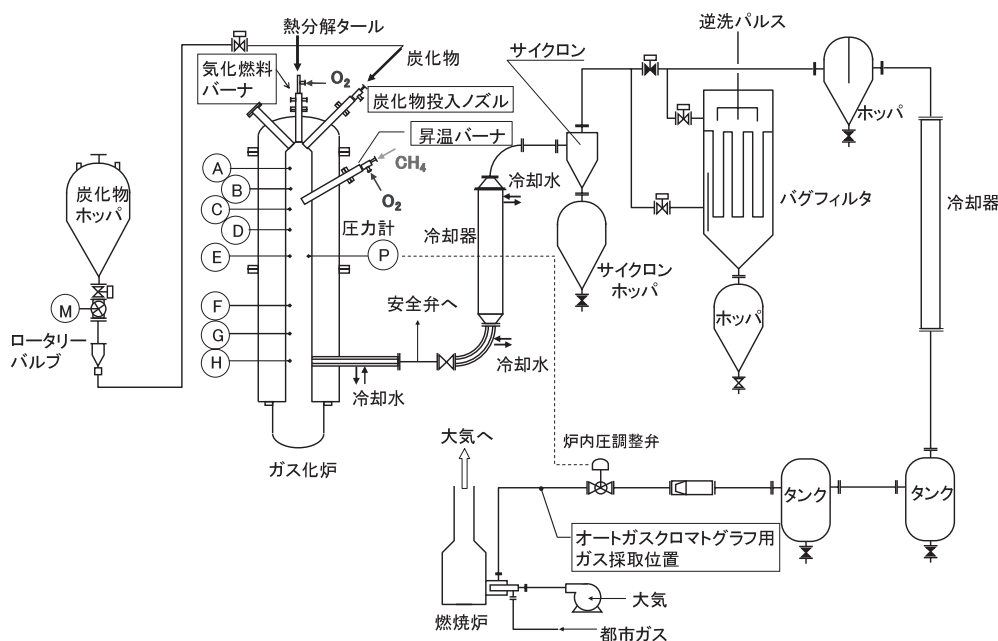 熱分解タール
炭化物
気化燃料
バーナ
O2
炭化物投入ノズル
昇温バーナ
CH4
O2
サイクロン
逆洗パルス
ホッパ
炭化物
ホッパ
A
B
C
D
E
F
G
H
圧力計
P
冷却水
冷却器
サイクロン
ホッパ
バグフィルタ
冷却器
M
ロータリー
バルブ
安全弁へ
ホッパ
冷却水
冷却水
ガス化炉
大気へ
炉内圧調整弁
タンク
タンク
オートガスクロマトグラフ用
ガス採取位置
燃焼炉
大気
都市ガス